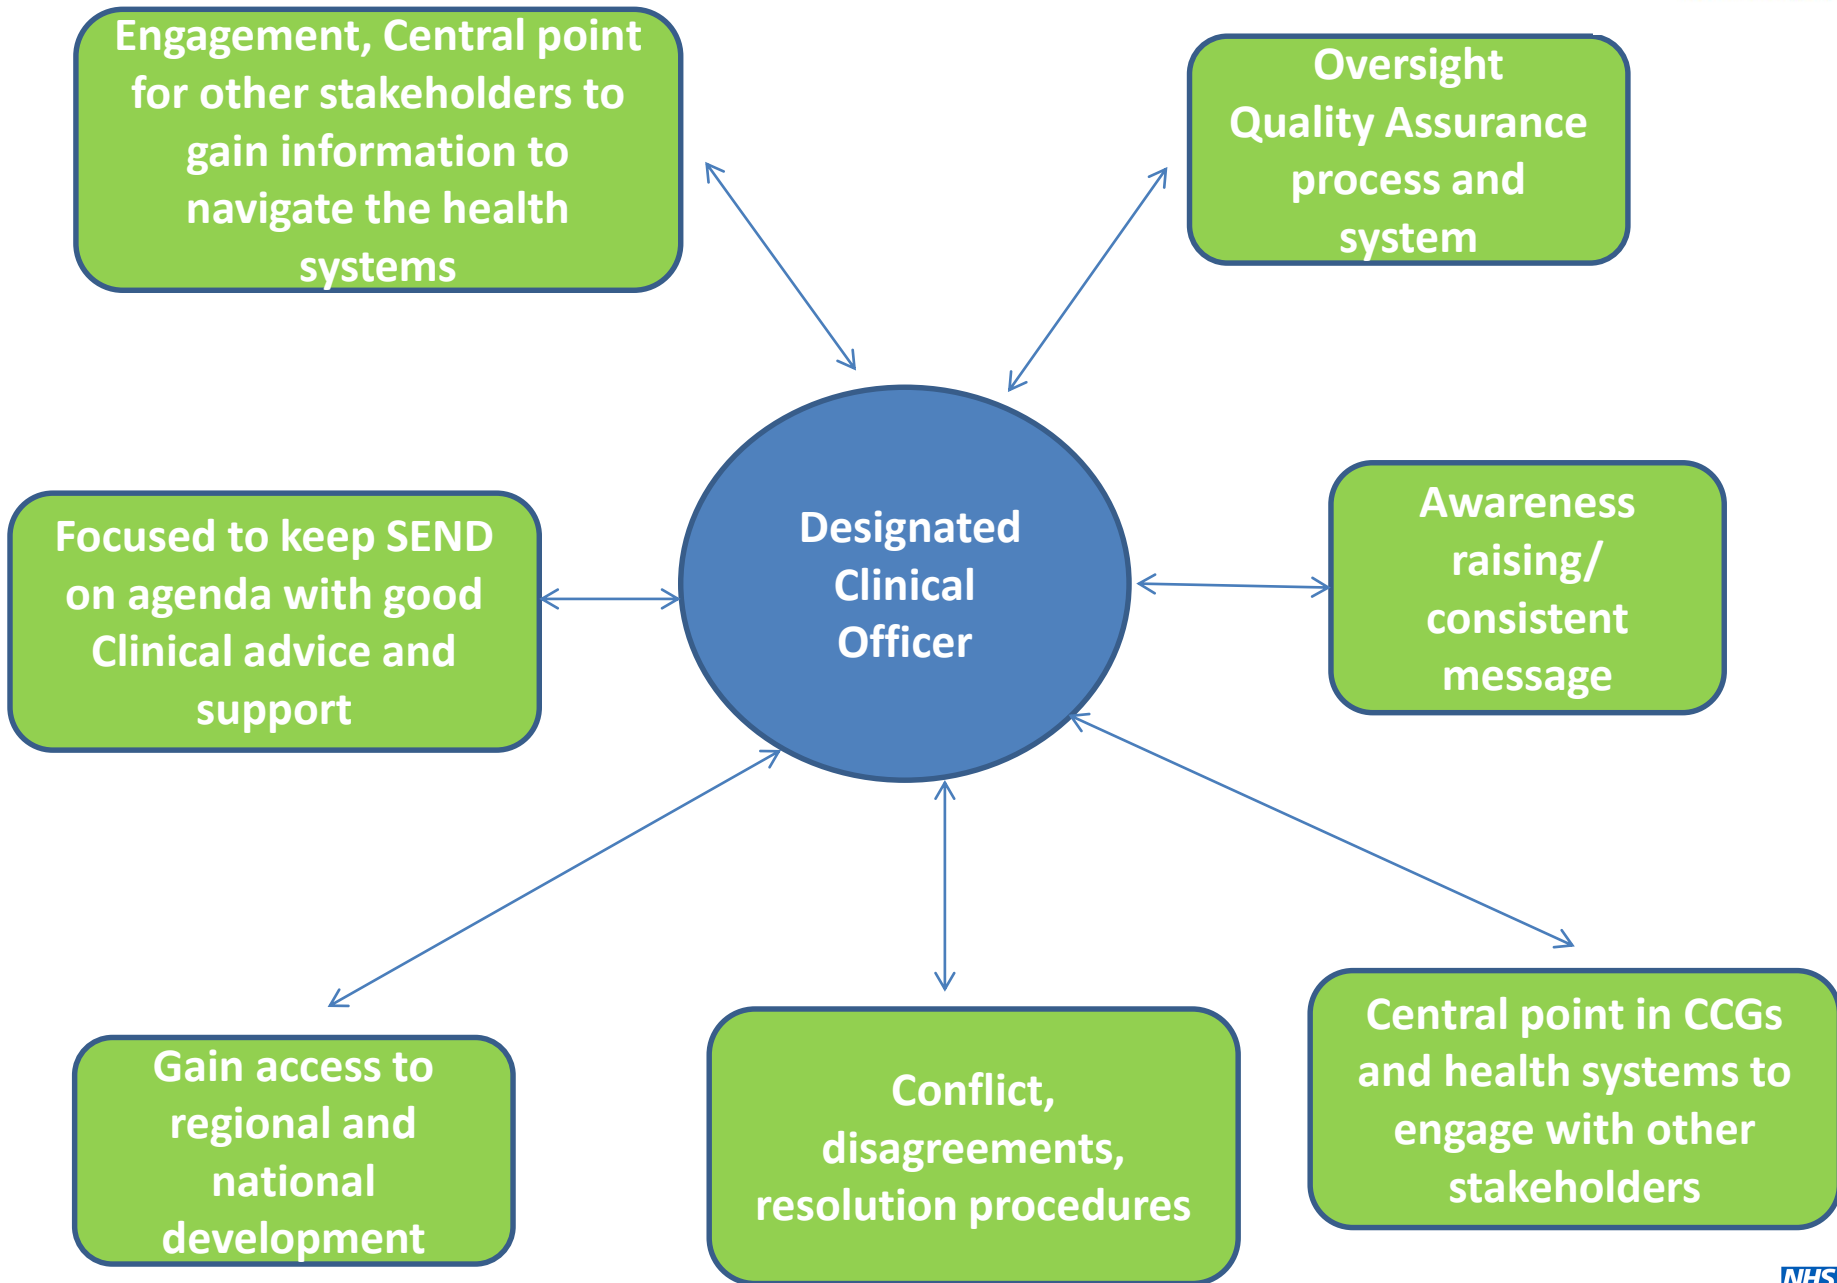 Engagement, Central point
for other stakeholders to
gain information to
navigate the health
systems
Oversight
Quality Assurance
process and
system
Designated
Clinical
Officer
Focused to keep SEND
on agenda with good
Clinical advice and
support
Awareness
raising/
consistent
message
Gain access to
regional and
national
development
Conflict,
disagreements,
resolution procedures
Central point in CCGs
and health systems to
engage with other
stakeholders
NHS